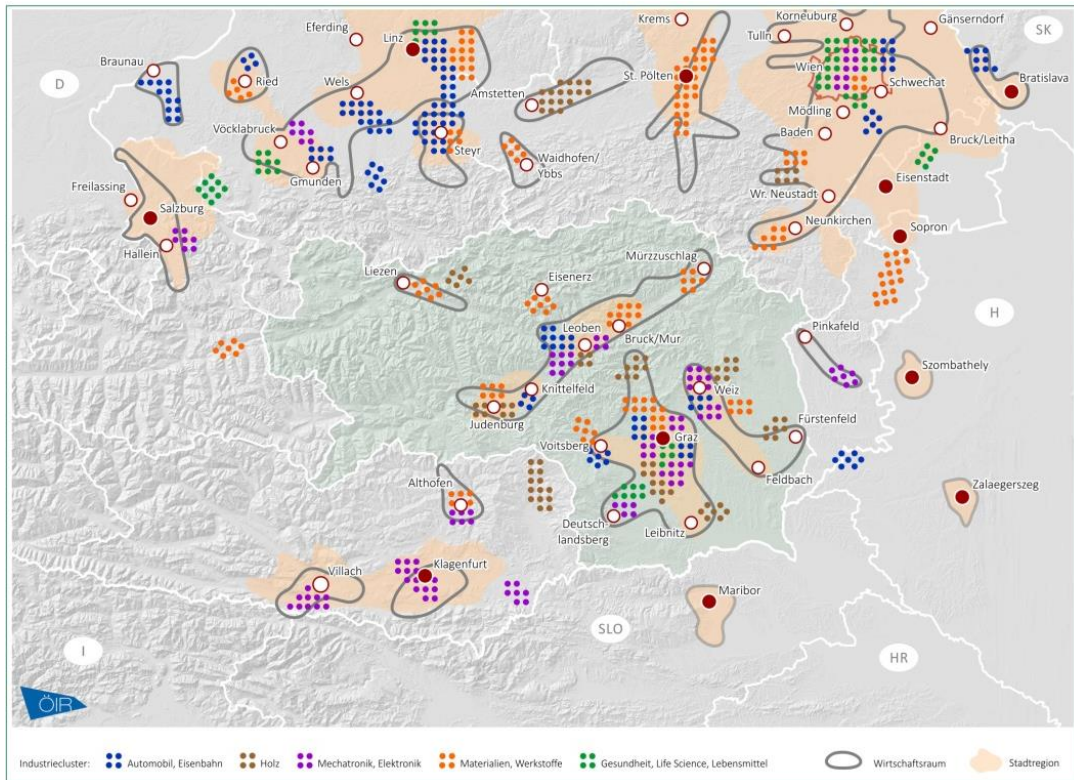 Eferding
Linz
Krems
Korneuburg
Gänserndorf
Tulln
SK
Braunau
D
Ried
Wels
Amstetten
St. Pölten
Wien
Schwechat
Bratislava
Mödling
Vöcklabruck
Steyr
Baden
Bruck/Leitha
Gmunden
Waidhofen/
Ybbs
Freilassing
Salzburg
Eisenstadt
Wr. Neustadt
Neunkirchen
Sopron
Hallein
Mürzzuschlag
Liezen
Eisenerz
H
Leoben
Bruck/Mur
Pinkafeld
Szombathely
Knittelfeld
Weiz
Judenburg
Fürstenfeld
Voitsberg
Graz
Feldbach
Althofen
Zalaegerszeg
Deutsch-
landsberg
Leibnitz
Villach
Klagenfurt
Maribor
SLO
I
HR
ÖIR
Industriecluster: Automobil, Eisenbahn Holz Mechatronik, Elektronik Materialien, Werkstoffe Gesundheit, Life Science, Lebensmittel Wirtschaftsraum Stadtregion